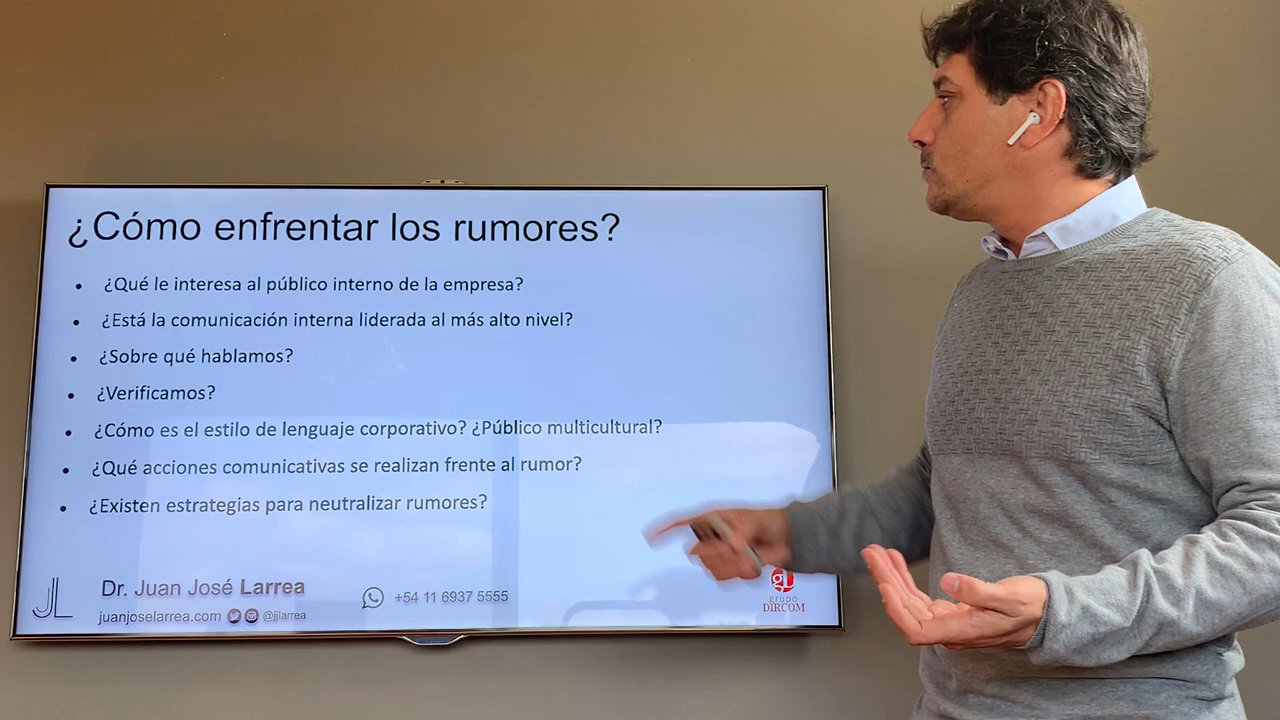 ¿Cómo enfrentar los rumores?
• ¿Qué le interesa al público interno de la empresa?
• ¿Está la comunicación interna liderada al más alto nivel?
• ¿Sobre qué hablamos?
• ¿Verificamos?
• ¿Cómo es el estilo de lenguaje corporativo? ¿Público multicultural?
• ¿Qué acciones comunicativas se realizan frente al rumor?
• ¿Existen estrategias para neutralizar rumores?
JL
Dr. Juan José Larrea
juanjoselarrea.com @jjlarrea
+54 11 6937 5555
grupo
DIRCOM